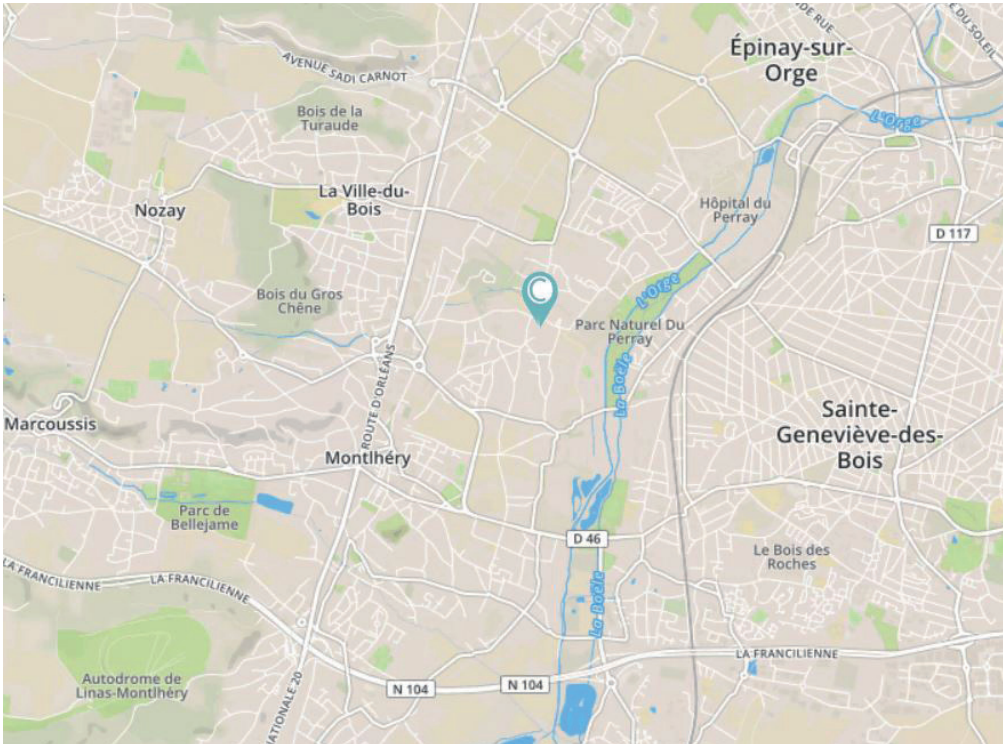 DE RUE
DU SOLEIL
Épinay-sur-
Orge
AVENUE SADI CARNOT
Bois de la
Turaude
L'Orge
La Ville-du-
Bois
Nozay
Hôpital du
Perray
D 117
Bois du Gros
Chêne
C
L'Orge
Parc Naturel Du
Perray
ROUTE D'ORLÉANS
La Boële
Marcoussis
Sainte-
Geneviève-des-
Bois
Montlhéry
Parc de
Bellejame
D 46
Le Bois des
Roches
LA FRANCILIENNE
LA FRANCILIENNE
La Boële
LA FRANCILIENNE
Autodrome de
Linas-Montlhéry
N 104
N 104
NATIONALE 20